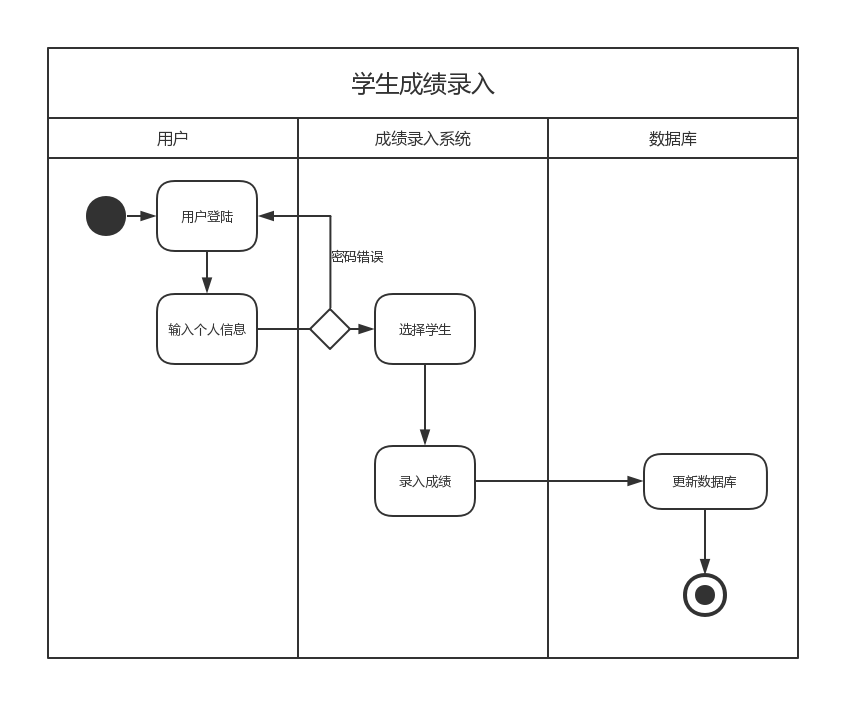 学生成绩录入
用户
成绩录入系统
数据库
用户登陆
密码错误
输入个人信息
选择学生
录入成绩
更新数据库